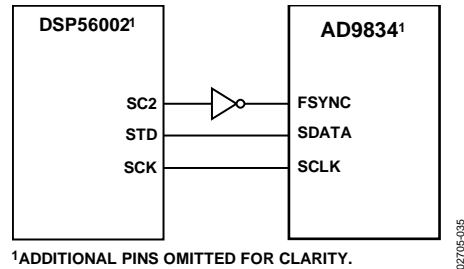 DSP56002¹
AD9834¹
SC2
FSYNC
STD
SDATA
SCK
SCLK
¹ADDITIONAL PINS OMITTED FOR CLARITY.
02705-035